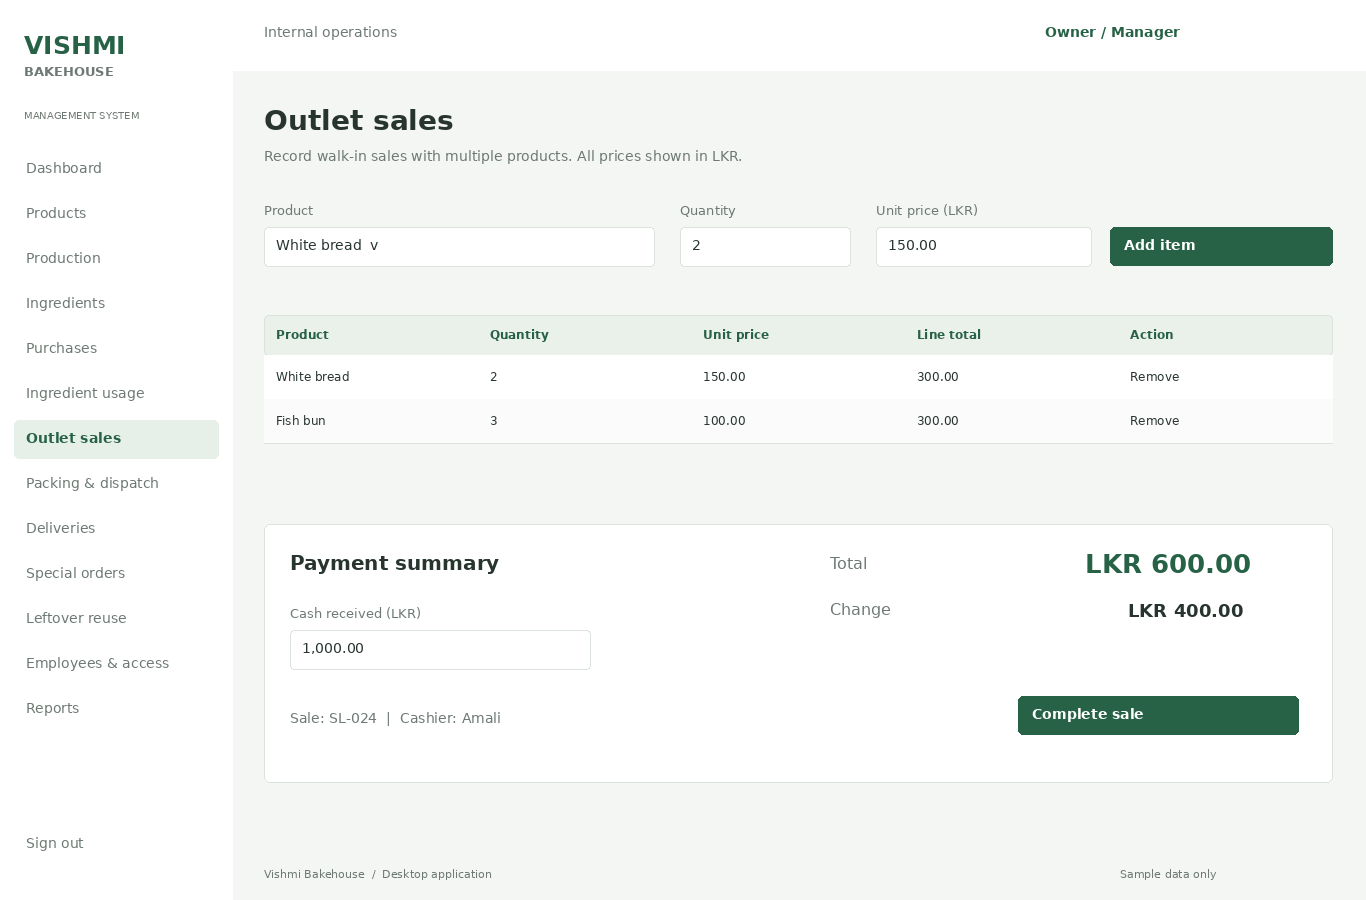 VISHMI
BAKEHOUSE
MANAGEMENT SYSTEM
Dashboard
Products
Production
Ingredients
Purchases
Ingredient usage
Outlet sales
Packing & dispatch
Deliveries
Special orders
Leftover reuse
Employees & access
Reports
Sign out
Internal operations Owner / Manager
Outlet sales
Record walk-in sales with multiple products. All prices shown in LKR.
Product Quantity Unit price (LKR)
White bread v 2 150.00 Add item
Product Quantity Unit price Line total Action
White bread 2 150.00 300.00 Remove
Fish bun 3 100.00 300.00 Remove
Payment summary Total LKR 600.00
Cash received (LKR) Change LKR 400.00
1,000.00
Sale: SL-024 | Cashier: Amali Complete sale
Vishmi Bakehouse / Desktop application Sample data only